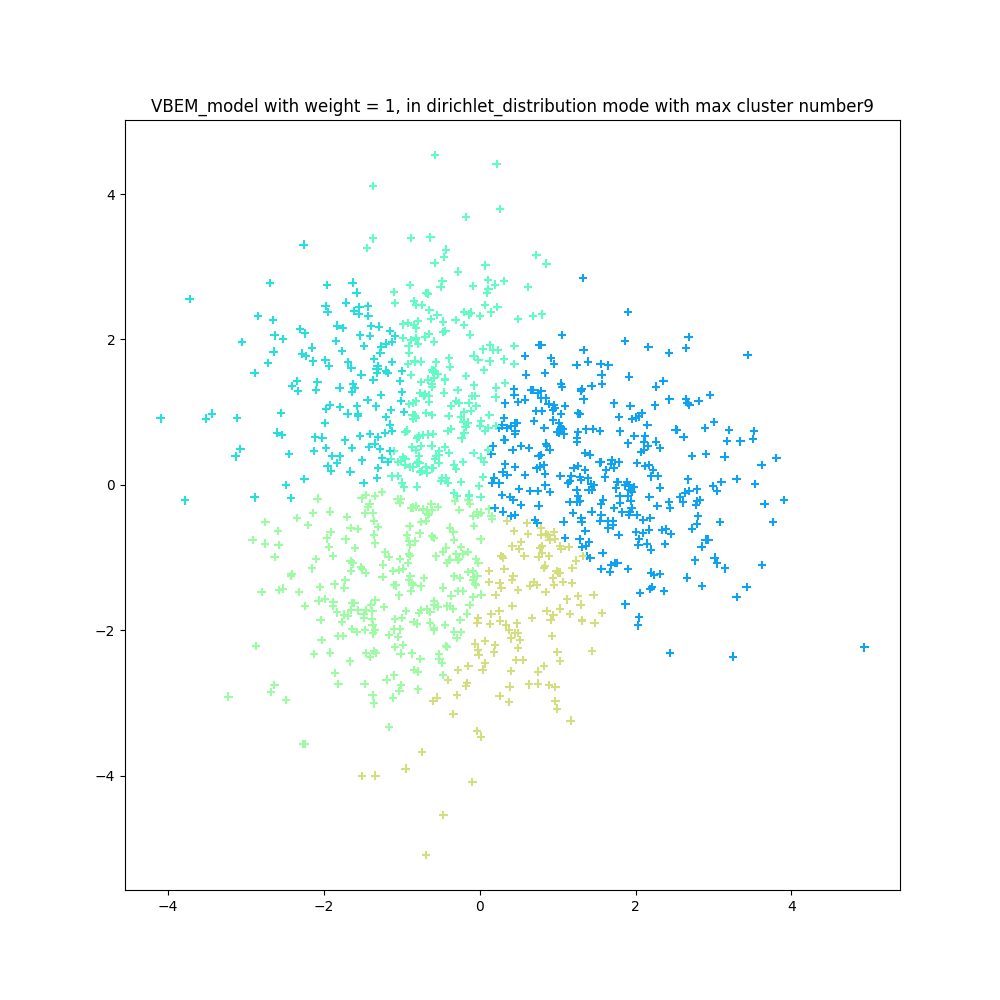 VBEM_model with weight = 1, in dirichlet_distribution mode with max cluster number9
4
2
0
−2
−4
−4 −2 0 2 4